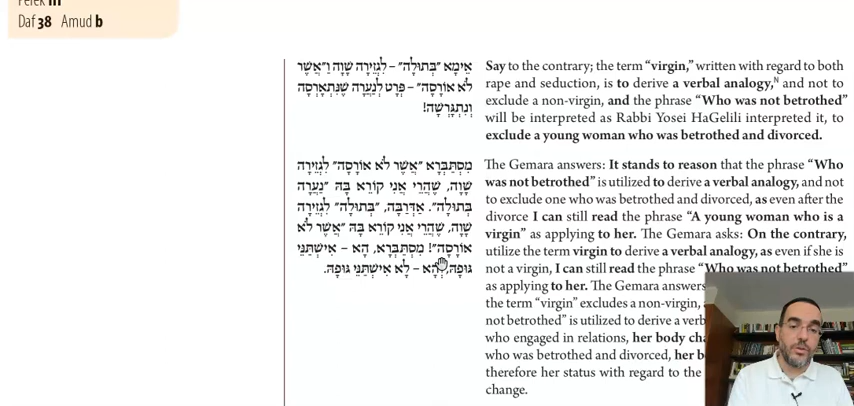 Perek III
Daf 38 Amud b
אֵימָא ״בְּתוּלָה״ – לִגְזֵירָה שָׁוָה וַ״אֲשֶׁר
לֹא אוֹרָסָה״ – פְּרָט לְנַעֲרָה שֶׁנִּתְאָרְסָה
וְנִתְגָּרְשָׁה!
מִסְתַּבְּרָא ״אֲשֶׁר לֹא אוֹרָסָה״ לִגְזֵירָה
שָׁוָה, שֶׁהֲרֵי אֲנִי קוֹרֵא בָּהּ ״נַעֲרָה
בְּתוּלָה״. אַדְּרַבָּה, ״בְּתוּלָה״ לִגְזֵירָה
שָׁוָה, שֶׁהֲרֵי אֲנִי קוֹרֵא בָּהּ ״אֲשֶׁר לֹא
אוֹרָסָה״! מִסְתַּבְּרָא, הָא – אִישְׁתַּנֵּי
גּוּפָהּ, הָא – לָא אִישְׁתַּנֵּי גּוּפָהּ.
Say to the contrary; the term “virgin,” written with regard to both
rape and seduction, is to derive a verbal analogy,N and not to
exclude a non-virgin, and the phrase “Who was not betrothed”
will be interpreted as Rabbi Yosei HaGelili interpreted it, to
exclude a young woman who was betrothed and divorced.
The Gemara answers: It stands to reason that the phrase “Who
was not betrothed” is utilized to derive a verbal analogy, and not
to exclude one who was betrothed and divorced, as even after the
divorce I can still read the phrase “A young woman who is a
virgin” as applying to her. The Gemara asks: On the contrary,
utilize the term virgin to derive a verbal analogy, as even if she is
not a virgin, I can still read the phrase “Who was not betrothed”
as applying to her. The Gemara answers
the term “virgin” excludes a non-virgin,
not betrothed” is utilized to derive a verb
who engaged in relations, her body cha
who was betrothed and divorced, her b
therefore her status with regard to the
change.